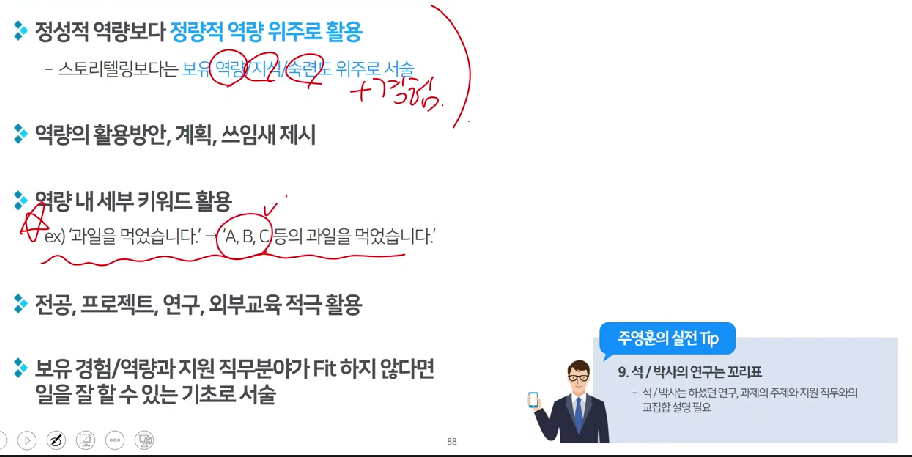 정성적 역량보다 정량적 역량 위주로 활용
– 스토리텔링보다는 보유 역량/지식/숙련도 위주로 서술
+경험
역량의 활용방안, 계획, 쓰임새 제시
역량 내 세부 키워드 활용
ex) ‘과일을 먹었습니다.’ → ‘A, B, C 등의 과일을 먹었습니다.’
전공, 프로젝트, 연구, 외부교육 적극 활용
보유 경험/역량과 지원 직무분야가 Fit 하지 않다면
일을 잘 할 수 있는 기초로 서술
주영훈의 실전 Tip
9. 석 / 박사의 연구는 꼬리표
– 석 / 박사는 하셨던 연구, 과제의 주제와 지원 직무와의
교집합 설명 필요
88